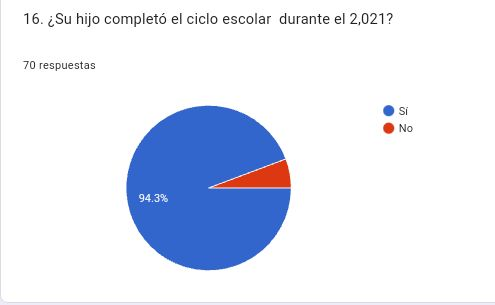 16. ¿Su hijo completó el ciclo escolar  durante el 2,021?
70 respuestas
Sí
No
94.3%